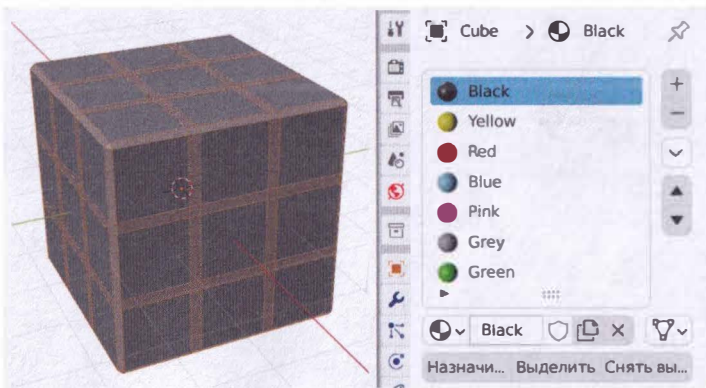 Cube > Black
Black
Yellow
Red
Blue
Pink
Grey
Green
Black
Назначи... Выделить Снять вы...